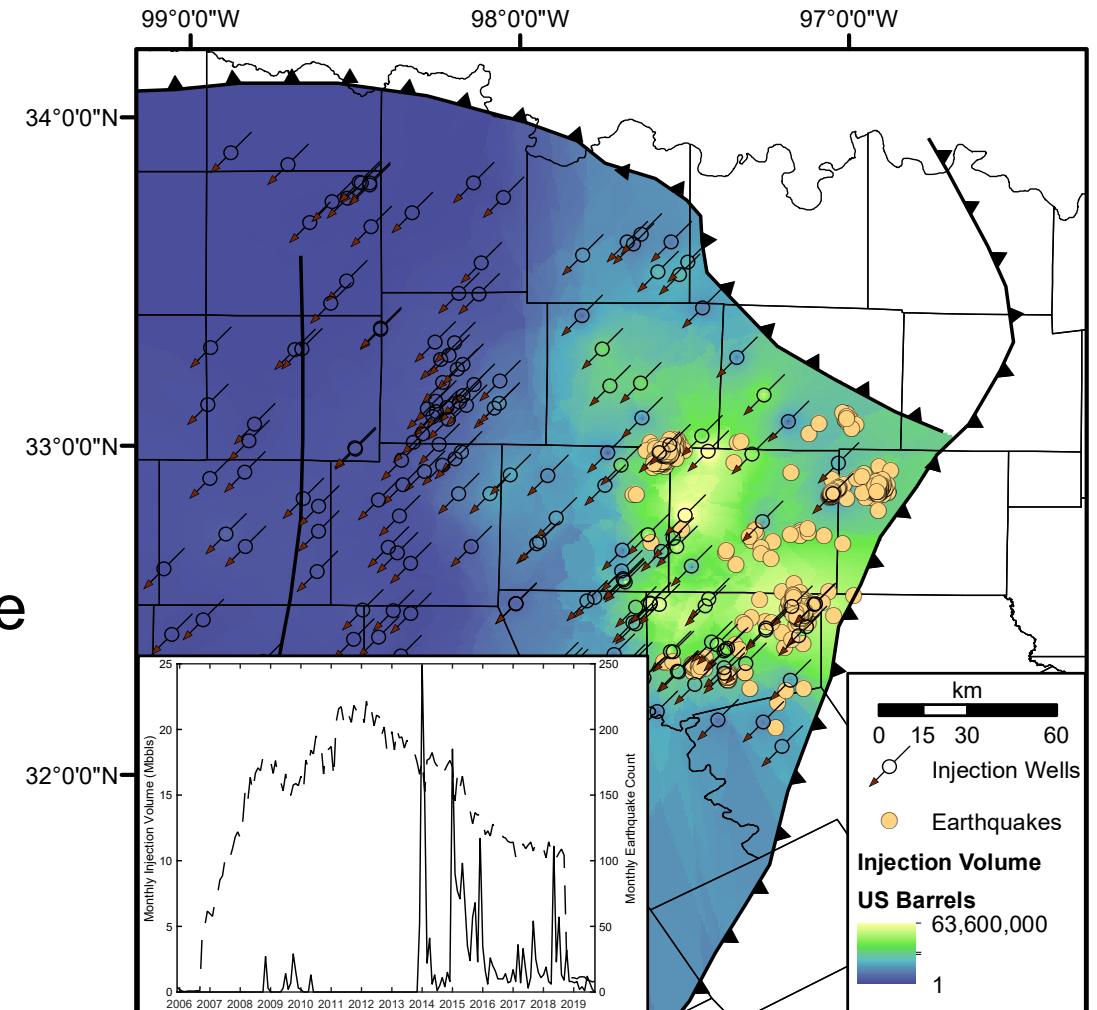 99°0'0"W 98°0'0"W 97°0'0"W
34°0'0"N
33°0'0"N
32°0'0"N
e
25 250
20 200
15 150
10 100
5 50
0 0
Monthly Injection Volume (Mbbls)
Monthly Earthquake Count
2006 2007 2008 2009 2010 2011 2012 2013 2014 2015 2016 2017 2018 2019
km
0 15 30 60
Injection Wells
Earthquakes
Injection Volume
US Barrels
63,600,000
1